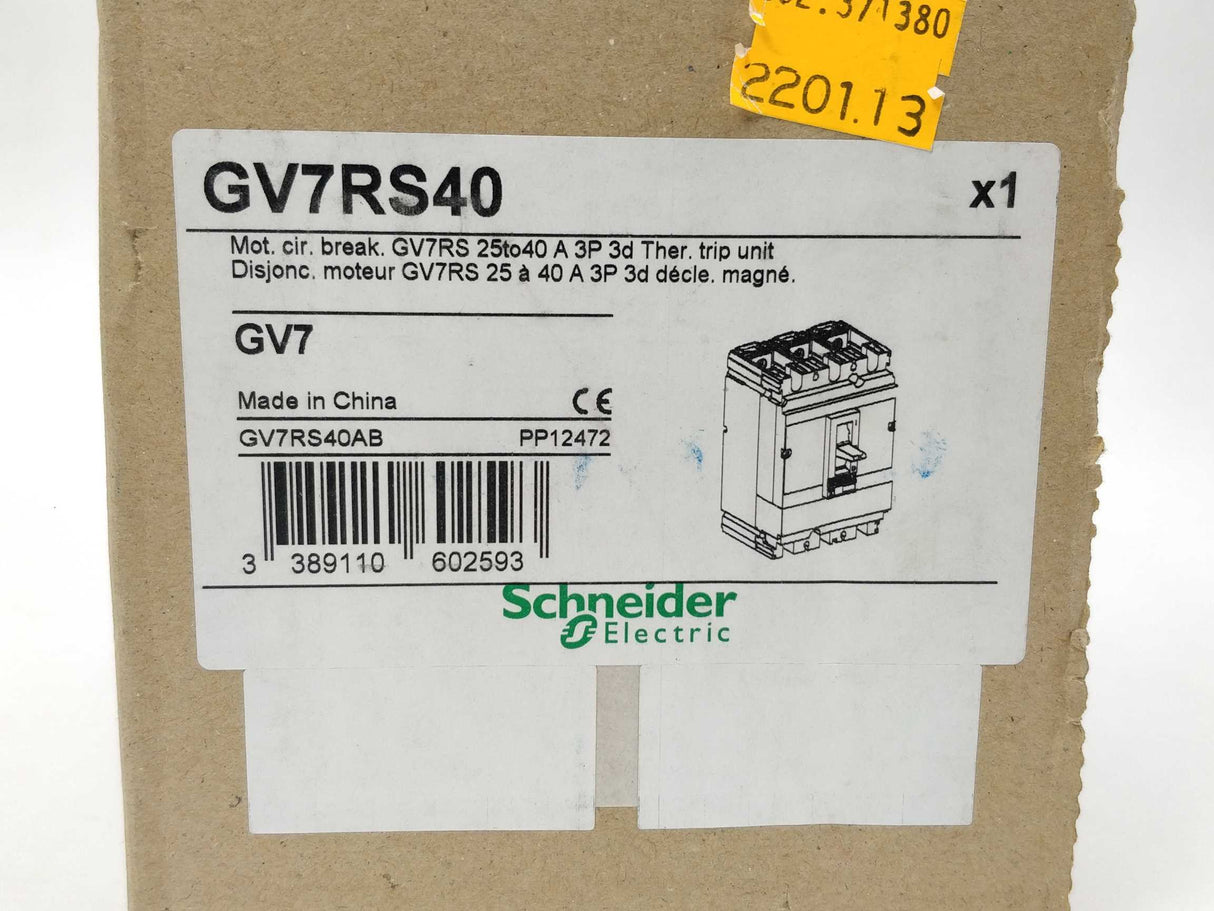 2201.13
GV7RS40 x1
Mot. cir. break. GV7RS 25to40 A 3P 3d Ther. trip unit
Disjonc. moteur GV7RS 25 à 40 A 3P 3d décle. magné.
GV7
Made in China CE
GV7RS40AB PP12472
3 389110 602593
Schneider
Electric